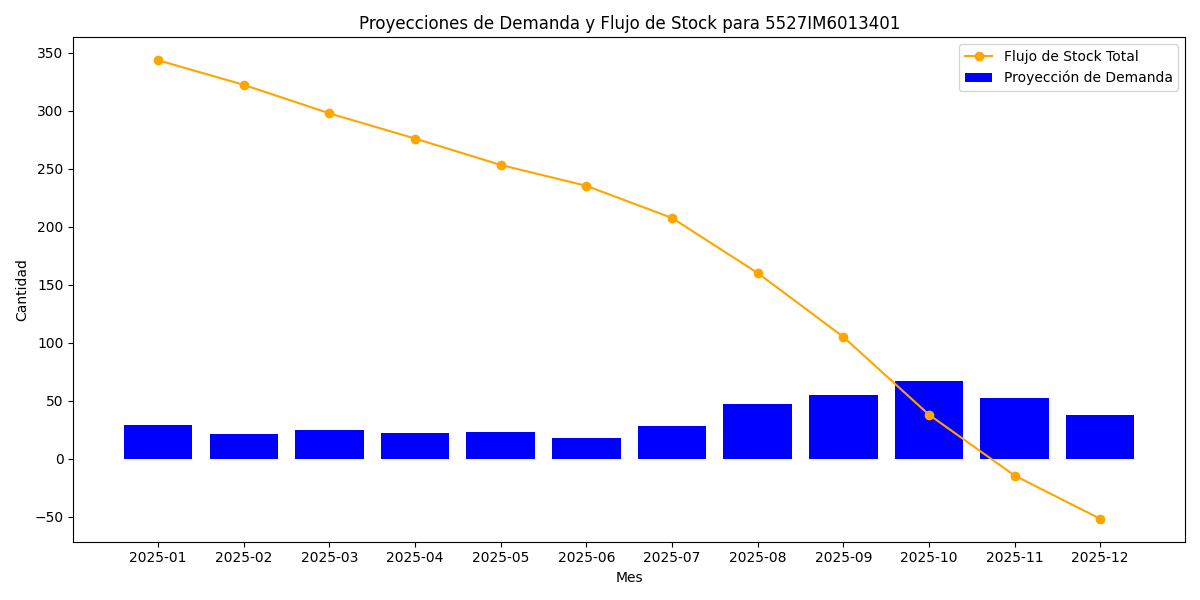 Proyecciones de Demanda y Flujo de Stock para 5527IM6013401
Flujo de Stock Total
Proyección de Demanda
Cantidad
350
300
250
200
150
100
50
0
−50
2025-01 2025-02 2025-03 2025-04 2025-05 2025-06 2025-07 2025-08 2025-09 2025-10 2025-11 2025-12
Mes